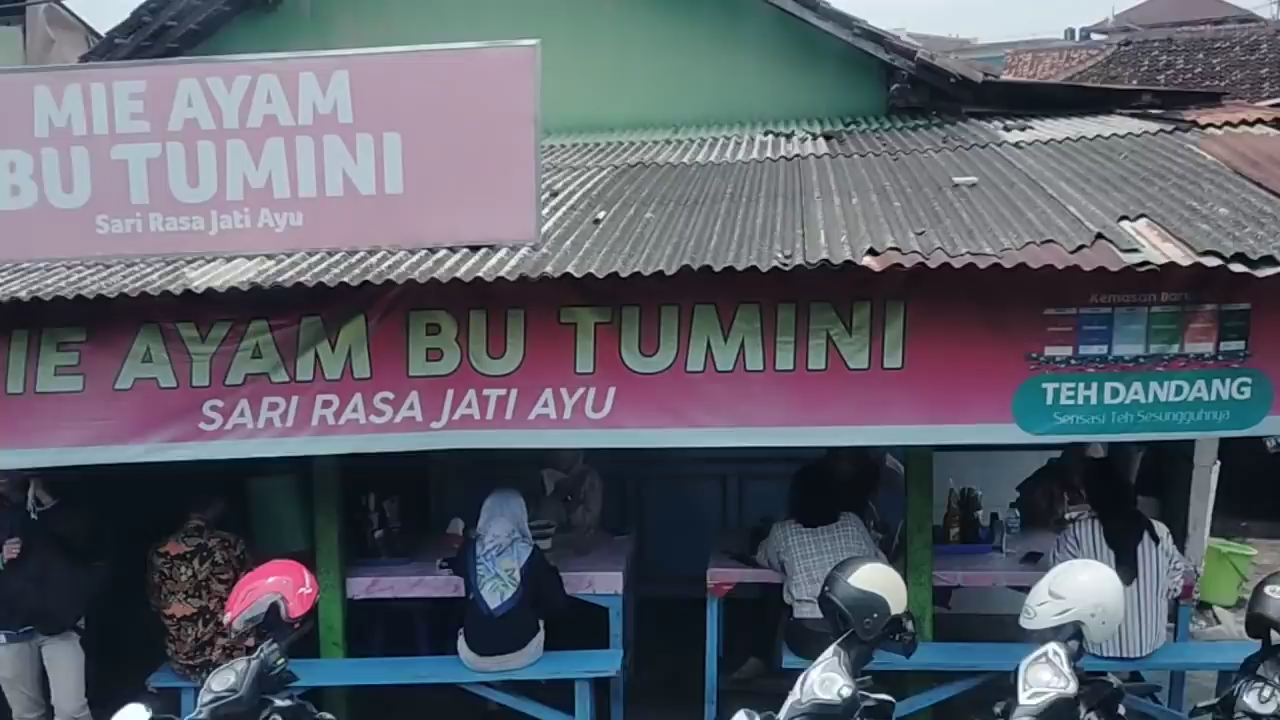 MIE AYAM
BU TUMINI
Sari Rasa Jati Ayu
MIE AYAM BU TUMINI
SARI RASA JATI AYU
Kemasan Baru
TEH DANDANG
Sensasi Teh Sesungguhnya